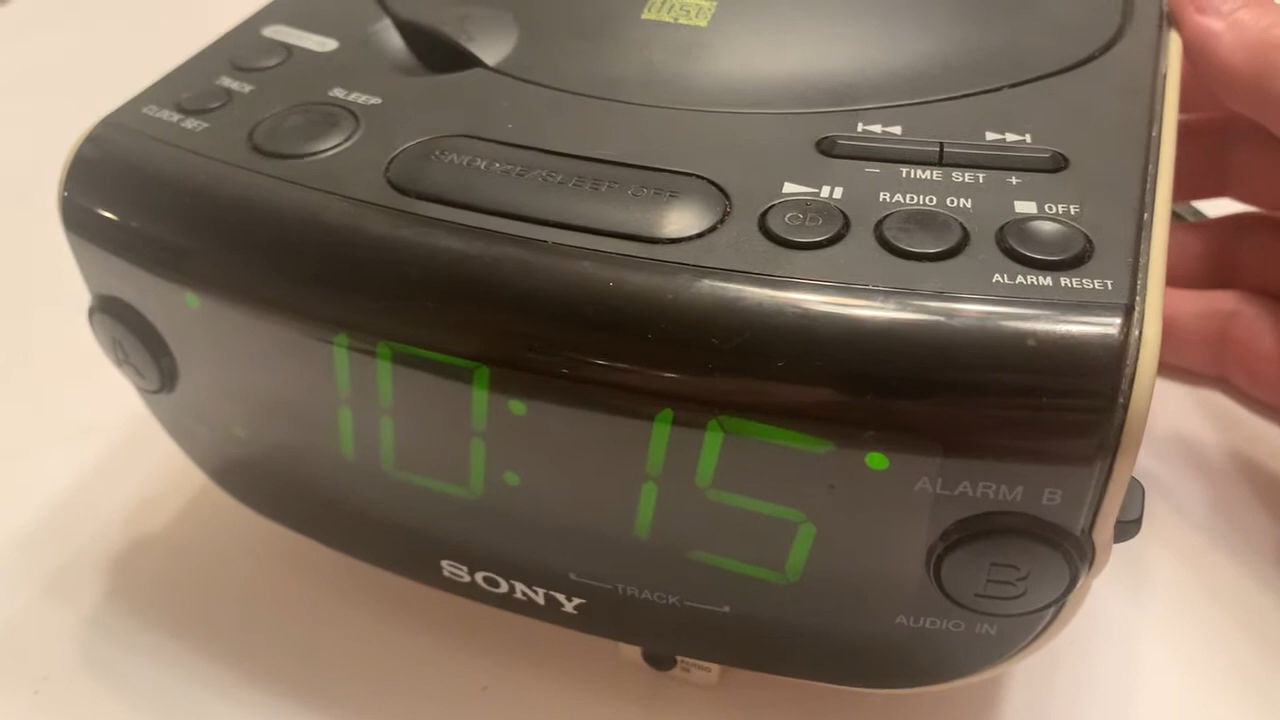 disc
TRACK
CLOCK SET
SLEEP
SNOOZE/SLEEP OFF
− TIME SET +
CD
RADIO ON
OFF
ALARM RESET
A
10:15
ALARM B
B
AUDIO IN
SONY
TRACK